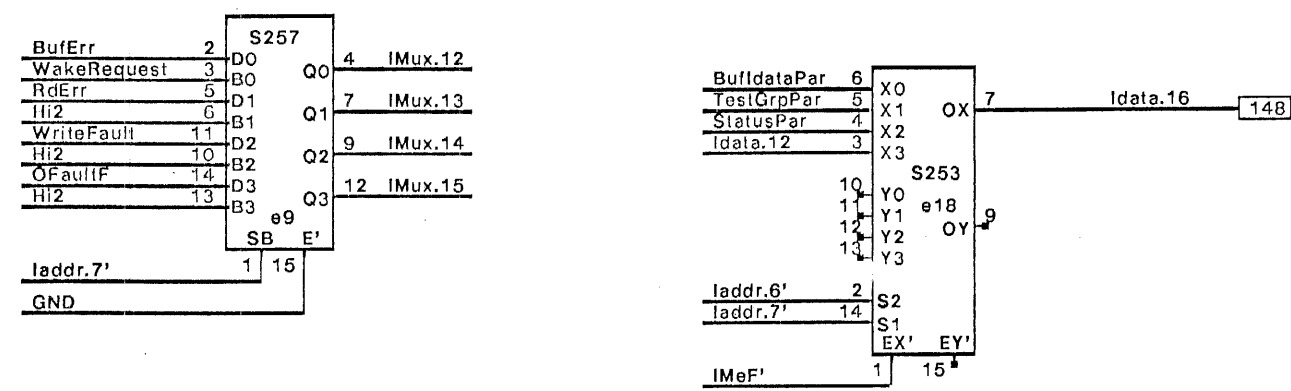 S257
BufErr 2 D0
WakeRequest 3 B0
RdErr 5 D1
Hi2 6 B1
WriteFault 11 D2
Hi2 10 B2
OFaultF 14 D3
Hi2 13 B3
Q0 4 IMux.12
Q1 7 IMux.13
Q2 9 IMux.14
Q3 12 IMux.15
e9
SB E'
1 15
Iaddr.7'
GND
BufIdataPar 6 X0
TestGrpPar 5 X1
StatusPar 4 X2
Idata.12 3 X3
OX 7 Idata.16 148
S253
e18
10 Y0
11 Y1
12 Y2
13 Y3
OY 9
Iaddr.6' 2 S2
Iaddr.7' 14 S1
EX' EY'
1 15
IMeF'